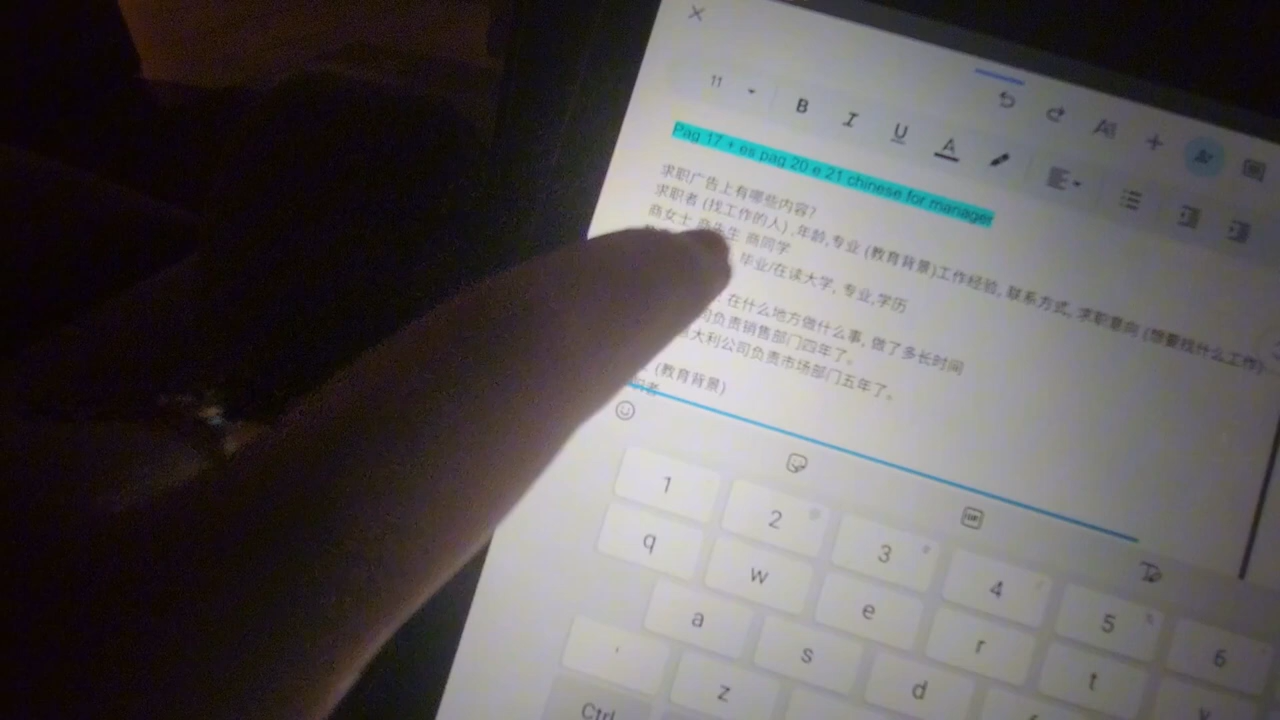 11
B I U A
Pag 17 + es pag 20 e 21 chinese for manager
求职广告上有哪些内容?
求职者 (找工作的人) ,年龄,专业 (教育背景)工作经验, 联系方式, 求职意向 (想要找什么工作)
商女士 商先生 商同学
毕业/在读大学, 专业,学历
在什么地方做什么事, 做了多长时间
司负责销售部门四年了。
大利公司负责市场部门五年了。
(教育背景)
职者
1 2 3 4 5 6
q w e r t
a s d
' z
Ctrl